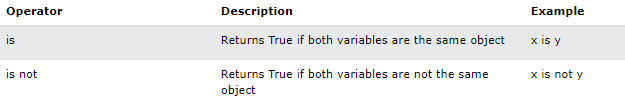 Operator Description Example
is Returns True if both variables are the same object x is y
is not Returns True if both variables are not the same x is not y
object